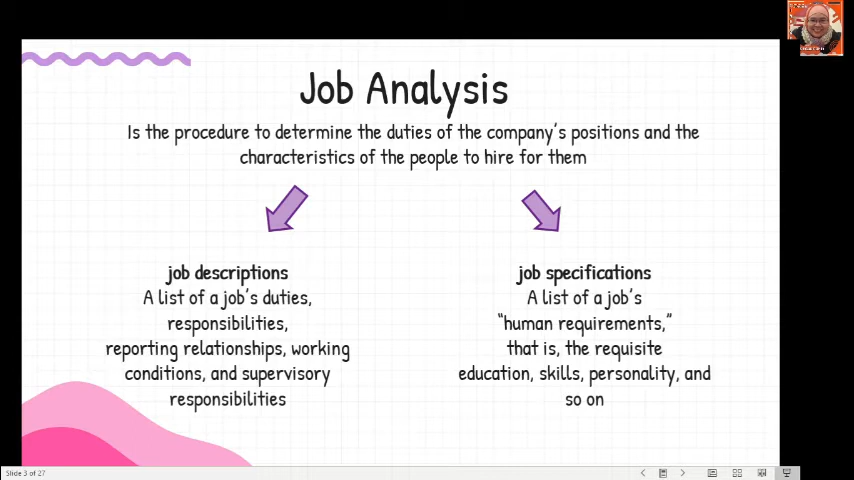 Job Analysis
Is the procedure to determine the duties of the company's positions and the
characteristics of the people to hire for them
job descriptions
A list of a job's duties,
responsibilities,
reporting relationships, working
conditions, and supervisory
responsibilities
job specifications
A list of a job's
“human requirements,”
that is, the requisite
education, skills, personality, and
so on
Slide 3 of 27